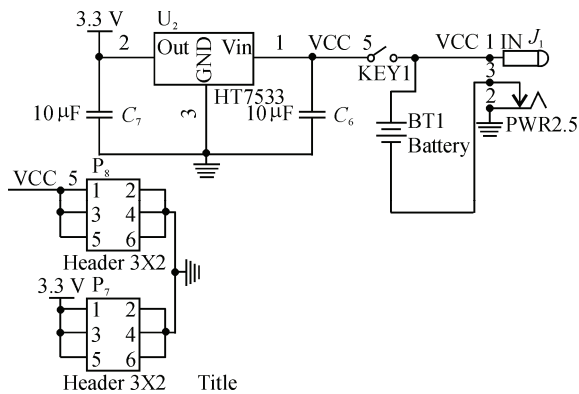 3.3 V
U2
2 Out GND Vin 1 VCC 5 VCC 1 IN J1
KEY1
3
HT7533
10 μF C7 3 10 μF C6
2
BT1
Battery
PWR2.5
P8
VCC 5
1 2
3 4
5 6
Header 3X2
3.3 V P7
1 2
3 4
5 6
Header 3X2 Title